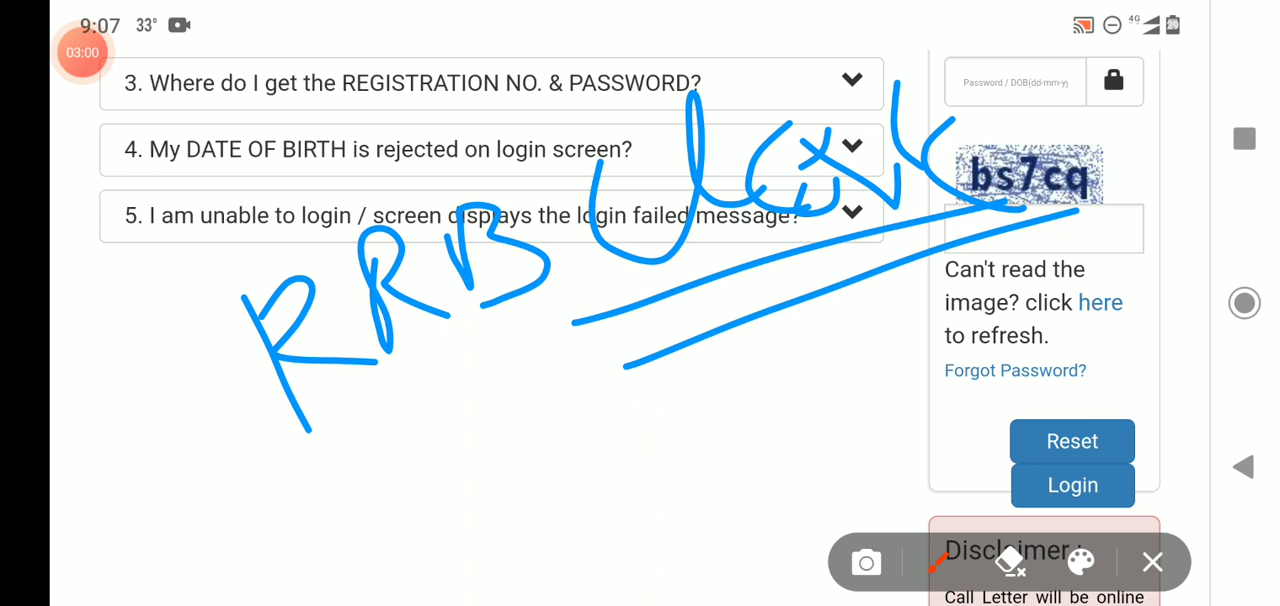 9:07 33° 4G 20
03:00
3. Where do I get the REGISTRATION NO. & PASSWORD?
4. My DATE OF BIRTH is rejected on login screen?
5. I am unable to login / screen displays the login failed message?
RRB Clerk
Password / DOB(dd-mm-y
bs7cq
Can't read the
image? click here
to refresh.
Forgot Password?
Reset
Login
Disclaimer :
Call Letter will be online